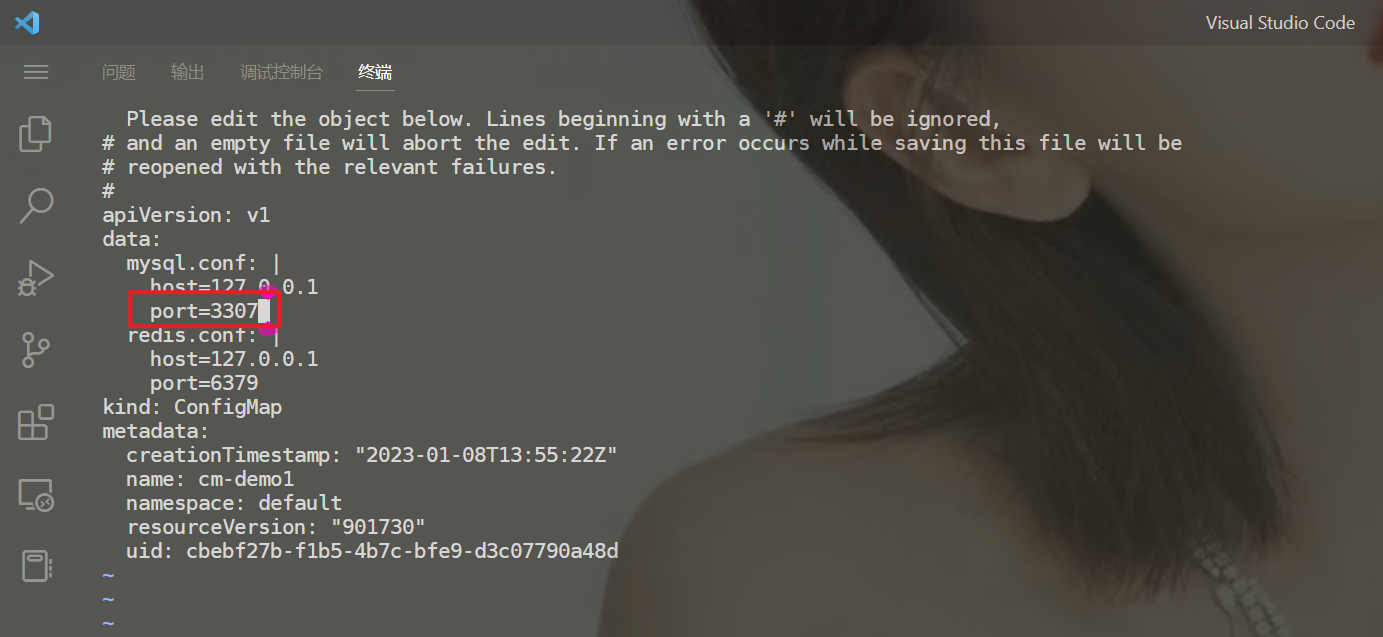 Visual Studio Code
问题 输出 调试控制台 终端
  Please edit the object below. Lines beginning with a '#' will be ignored,
# and an empty file will abort the edit. If an error occurs while saving this file will be
# reopened with the relevant failures.
#
apiVersion: v1
data:
  mysql.conf: |
    host=127.0.0.1
    port=3307
  redis.conf: |
    host=127.0.0.1
    port=6379
kind: ConfigMap
metadata:
  creationTimestamp: "2023-01-08T13:55:22Z"
  name: cm-demo1
  namespace: default
  resourceVersion: "901730"
  uid: cbebf27b-f1b5-4b7c-bfe9-d3c07790a48d
~
~
~